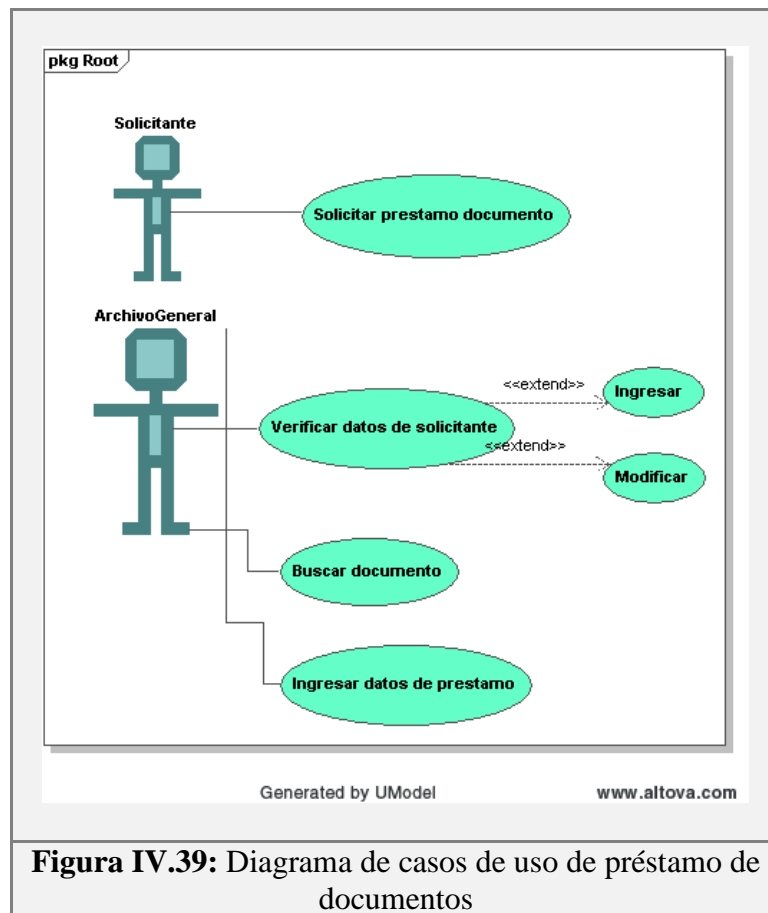 pkg Root
Solicitante
Solicitar prestamo documento
ArchivoGeneral
<<extend>>
Ingresar
Verificar datos de solicitante
<<extend>>
Modificar
Buscar documento
Ingresar datos de prestamo
Generated by UModel www.altova.com
Figura IV.39: Diagrama de casos de uso de préstamo de
documentos